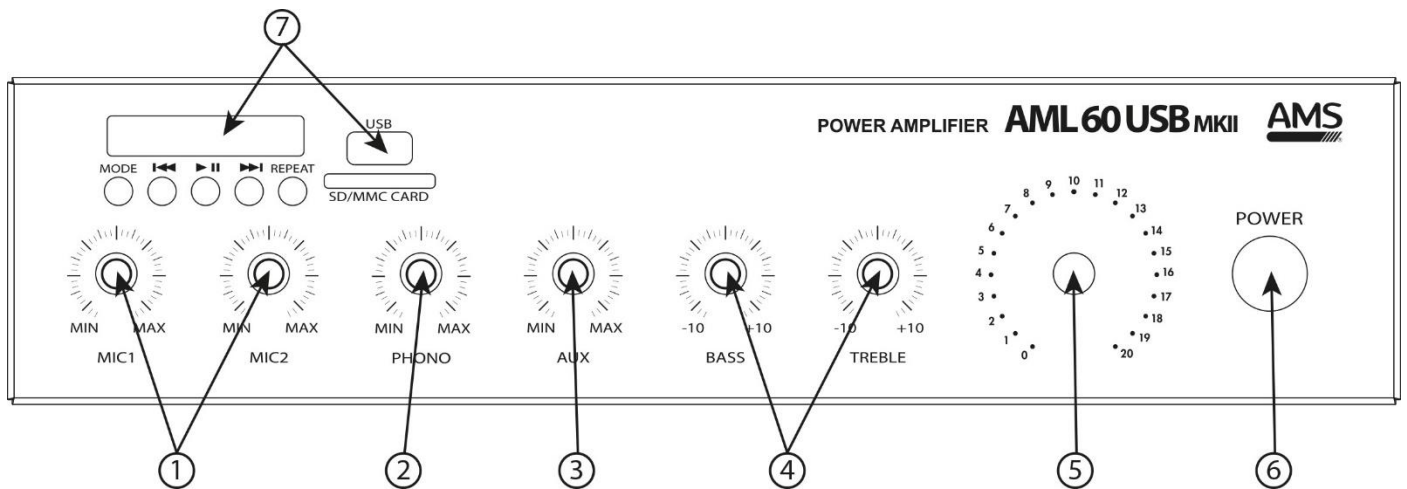 7
USB
POWER AMPLIFIER AML 60 USB MKII AMS
MODE REPEAT
SD/MMC CARD
POWER
0 1 2 3 4 5 6 7 8 9 10 11 12 13 14 15 16 17 18 19 20
MIN MAX MIN MAX MIN MAX MIN MAX -10 +10 -10 +10
MIC1 MIC2 PHONO AUX BASS TREBLE
1 2 3 4 5 6